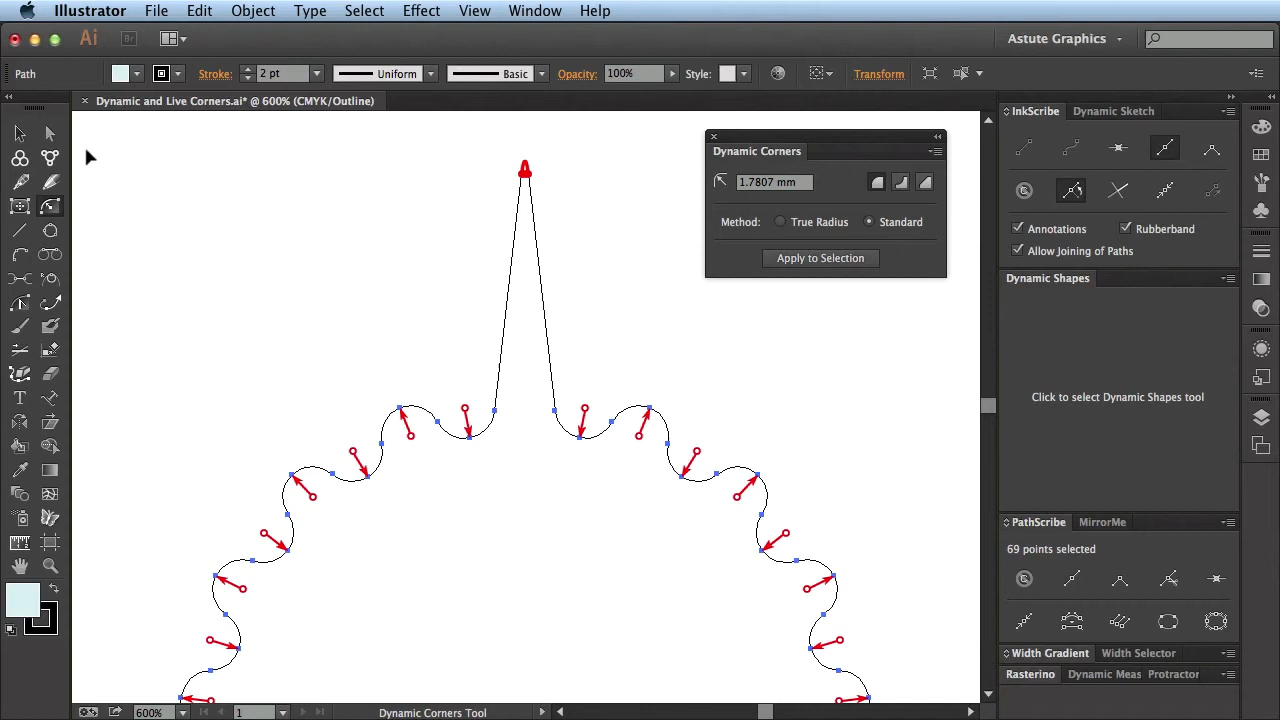 Illustrator File Edit Object Type Select Effect View Window Help
Ai Br Astute Graphics
Path Stroke: 2 pt Uniform Basic Opacity: 100% Style: Transform
Dynamic and Live Corners.ai* @ 600% (CMYK/Outline)
Dynamic Corners
1.7807 mm
Method: True Radius Standard
Apply to Selection
InkScribe Dynamic Sketch
Annotations Rubberband
Allow Joining of Paths
Dynamic Shapes
Click to select Dynamic Shapes tool
PathScribe MirrorMe
69 points selected
Width Gradient Width Selector
Rasterino Dynamic Meas Protractor
600% 1 Dynamic Corners Tool